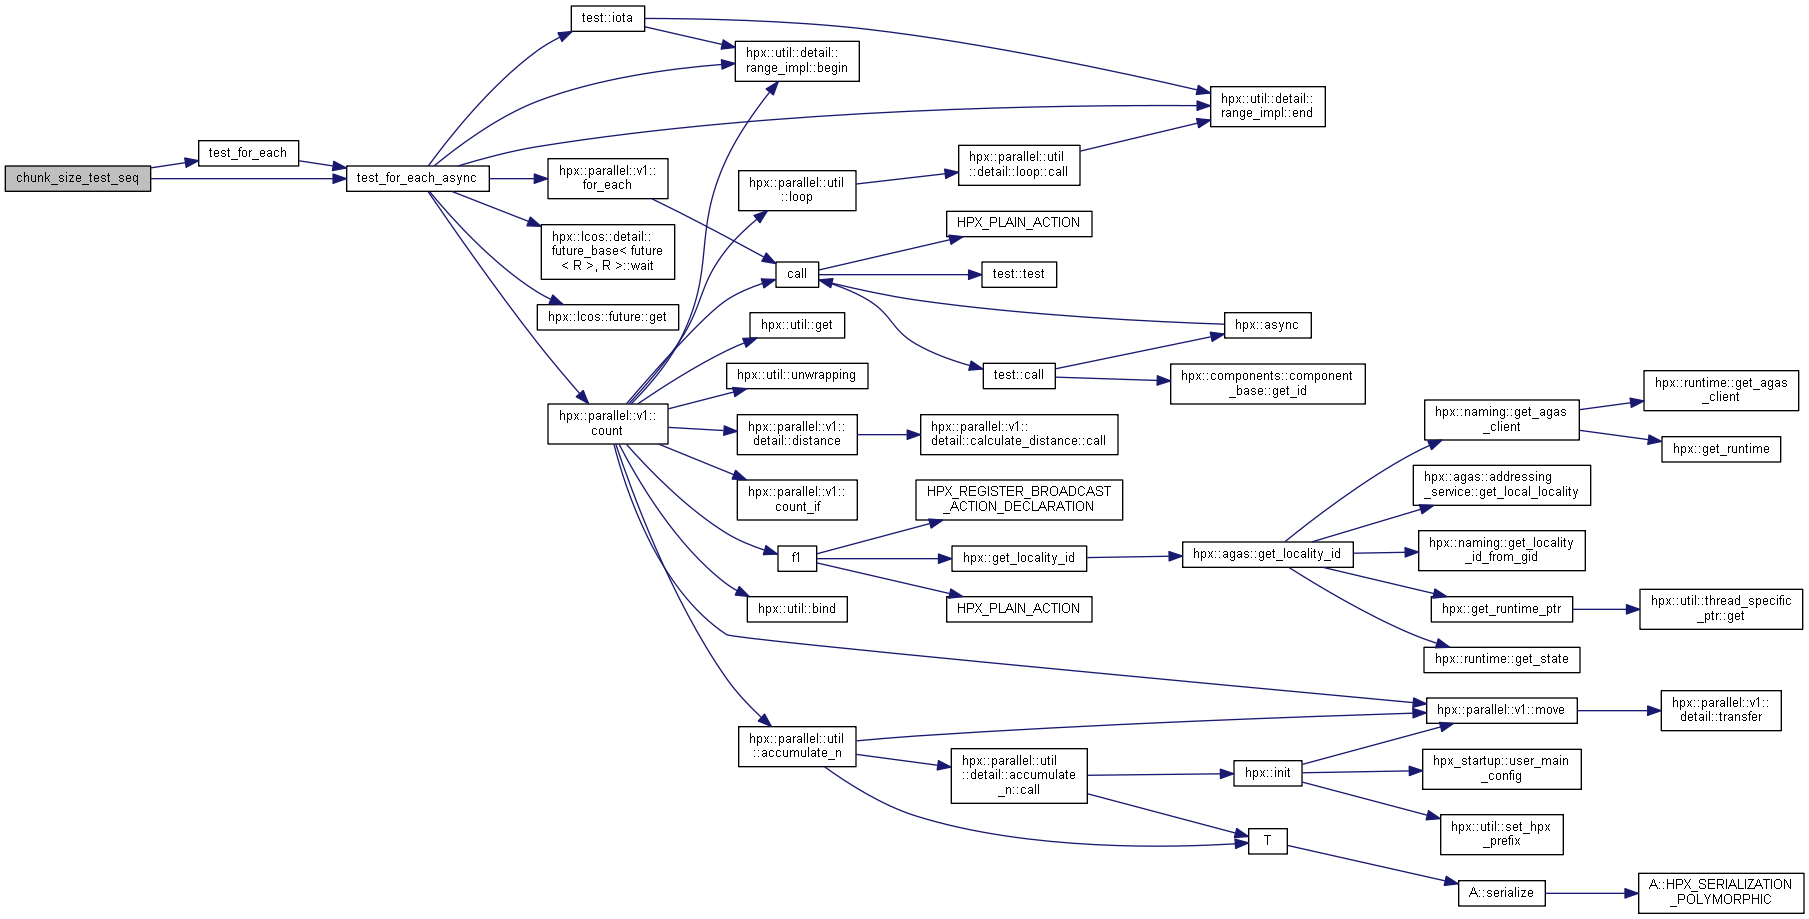 chunk_size_test_seq
test_for_each
test_for_each_async
test::iota
hpx::util::detail::
range_impl::begin
hpx::util::detail::
range_impl::end
hpx::parallel::v1::
for_each
hpx::lcos::detail::
future_base< future
< R >, R >::wait
hpx::lcos::future::get
hpx::parallel::v1::
count
hpx::parallel::util
::loop
hpx::parallel::util
::detail::loop::call
call
HPX_PLAIN_ACTION
test::test
hpx::util::get
hpx::async
test::call
hpx::components::component
_base::get_id
hpx::util::unwrapping
hpx::parallel::v1::
detail::distance
hpx::parallel::v1::
detail::calculate_distance::call
hpx::parallel::v1::
count_if
f1
HPX_REGISTER_BROADCAST
_ACTION_DECLARATION
hpx::get_locality_id
HPX_PLAIN_ACTION
hpx::agas::get_locality_id
hpx::naming::get_agas
_client
hpx::runtime::get_agas
_client
hpx::get_runtime
hpx::agas::addressing
_service::get_local_locality
hpx::naming::get_locality
_id_from_gid
hpx::get_runtime_ptr
hpx::util::thread_specific
_ptr::get
hpx::runtime::get_state
hpx::util::bind
hpx::parallel::util
::accumulate_n
hpx::parallel::util
::detail::accumulate
_n::call
hpx::parallel::v1::move
hpx::parallel::v1::
detail::transfer
hpx::init
hpx_startup::user_main
_config
hpx::util::set_hpx
_prefix
T
A::serialize
A::HPX_SERIALIZATION
_POLYMORPHIC